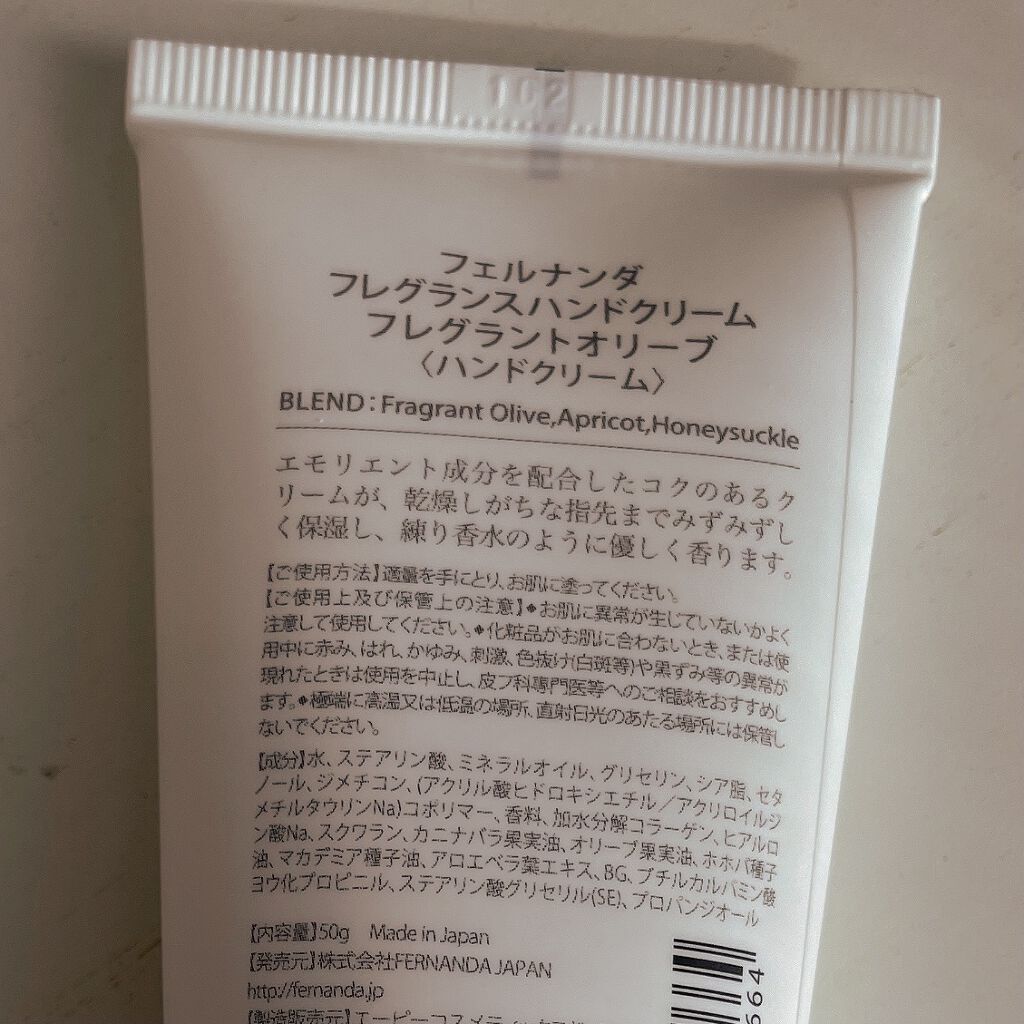 1C2
フェルナンダ
フレグランスハンドクリーム
フレグラントオリーブ
〈ハンドクリーム〉
BLEND:Fragrant Olive,Apricot,Honeysuckle
エモリエント成分を配合したコクのあるク
リームが、乾燥しがちな指先までみずみずし
く保湿し、練り香水のように優しく香ります。
【ご使用方法】適量を手にとり、お肌に塗ってください。
【ご使用上及び保管上の注意】◆お肌に異常が生じていないかよく
注意して使用してください。◆化粧品がお肌に合わないとき、または使
用中に赤み、はれ、かゆみ、刺激、色抜け(白斑等)や黒ずみ等の異常が
現れたときは使用を中止し、皮フ科専門医等へのご相談をおすすめし
ます。◆極端に高温又は低温の場所、直射日光のあたる場所には保管し
ないでください。
【成分】水、ステアリン酸、ミネラルオイル、グリセリン、シア脂、セタ
ノール、ジメチコン、(アクリル酸ヒドロキシエチル/アクリロイルジ
メチルタウリンNa)コポリマー、香料、加水分解コラーゲン、ヒアルロ
ン酸Na、スクワラン、カニナバラ果実油、オリーブ果実油、ホホバ種子
油、マカデミア種子油、アロエベラ葉エキス、BG、ブチルカルバミン酸
ヨウ化プロピニル、ステアリン酸グリセリル(SE)、プロパンジオール
【内容量】50g Made in Japan
【発売元】株式会社FERNANDA JAPAN
http://fernanda.jp
【製造販売元】エーピーコスメティックス
664